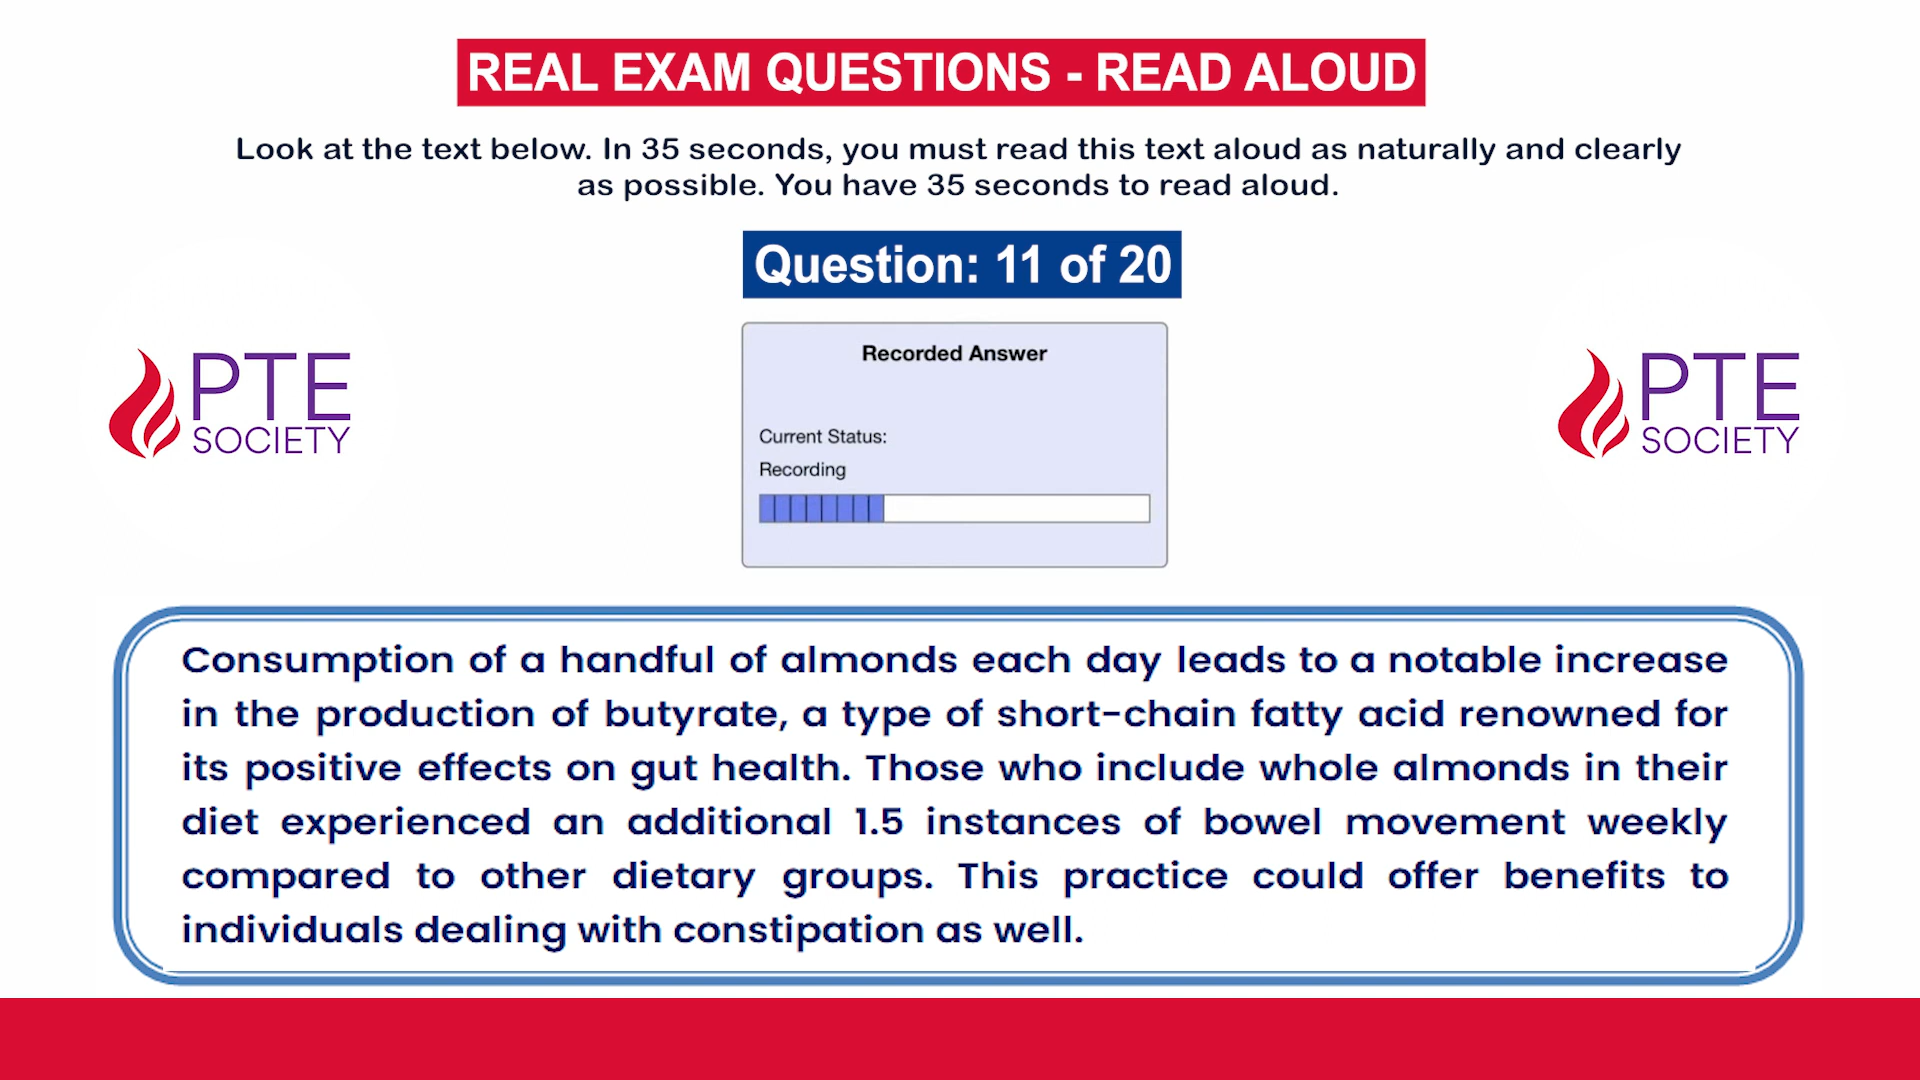 REAL EXAM QUESTIONS - READ ALOUD
Look at the text below. In 35 seconds, you must read this text aloud as naturally and clearly
as possible. You have 35 seconds to read aloud.
Question: 11 of 20
PTE
SOCIETY
Recorded Answer
Current Status:
Recording
PTE
SOCIETY
Consumption of a handful of almonds each day leads to a notable increase
in the production of butyrate, a type of short-chain fatty acid renowned for
its positive effects on gut health. Those who include whole almonds in their
diet experienced an additional 1.5 instances of bowel movement weekly
compared to other dietary groups. This practice could offer benefits to
individuals dealing with constipation as well.